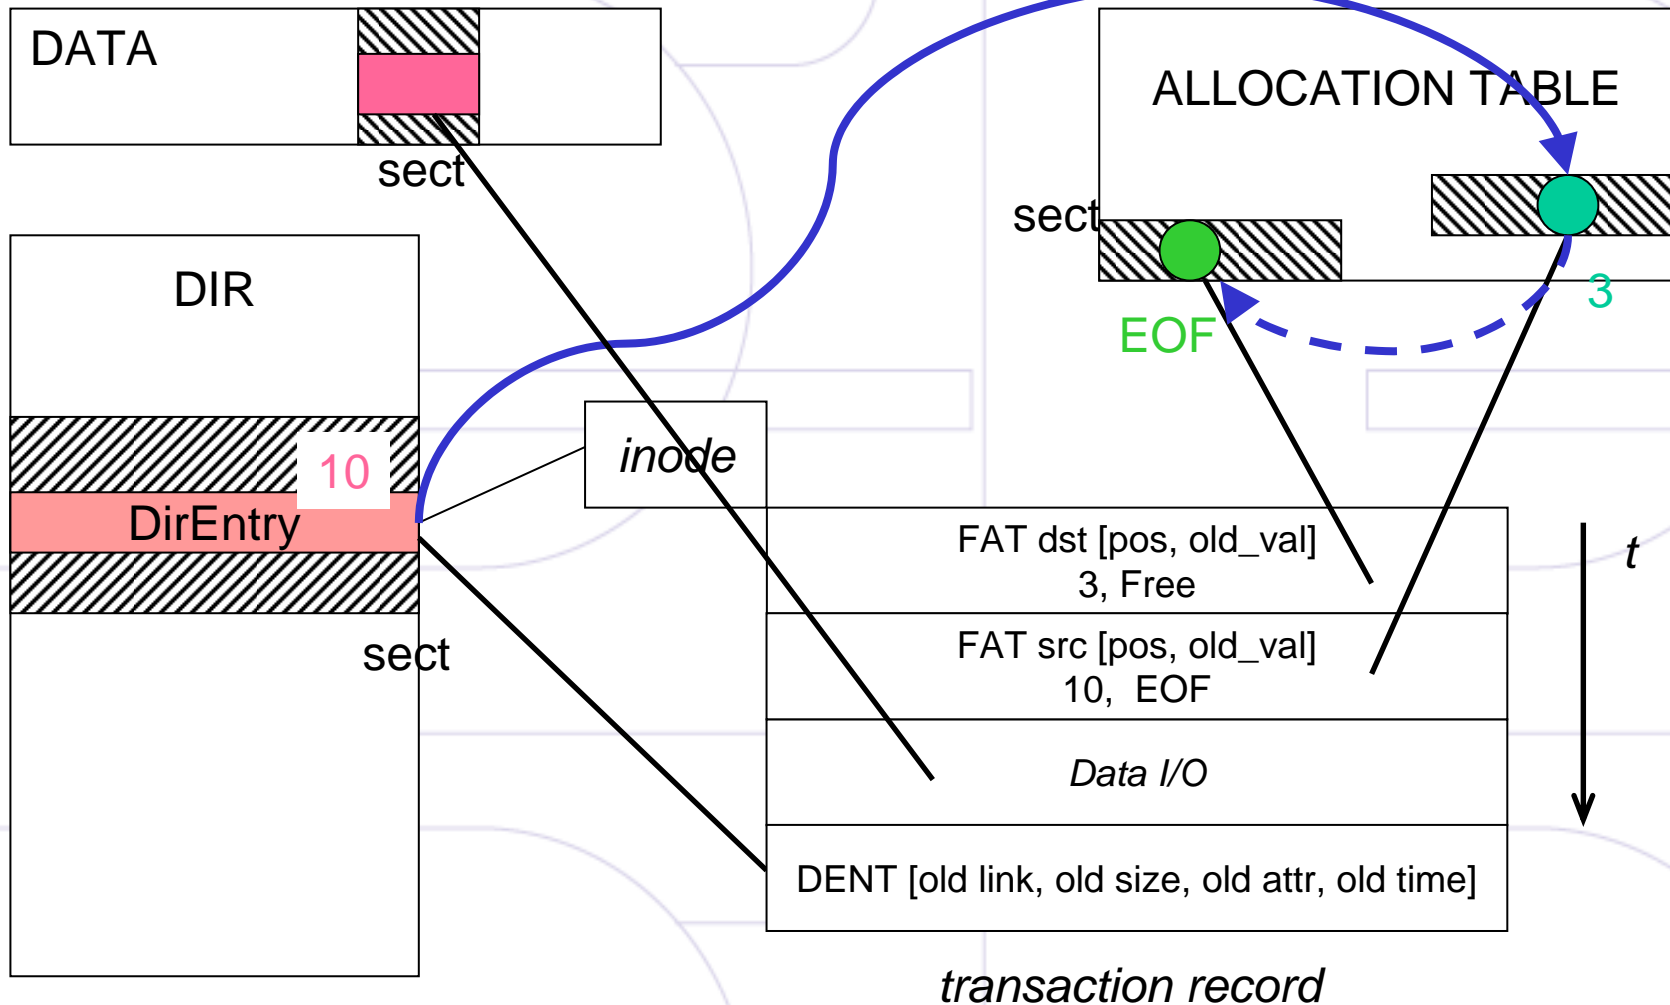 DATA
ALLOCATION TABLE
sect
sect
DIR
3
EOF
inode
10
DirEntry
FAT dst [pos, old_val]
3, Free
t
FAT src [pos, old_val]
10, EOF
sect
Data I/O
DENT [old link, old size, old attr, old time]
transaction record